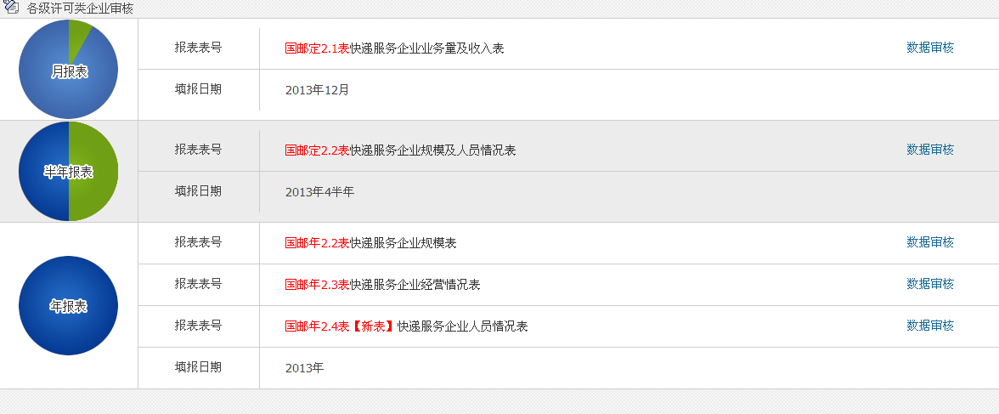 各级许可类企业审核
月报表
报表表号 国邮定2.1表快递服务企业业务量及收入表 数据审核
填报日期 2013年12月
半年报表
报表表号 国邮定2.2表快递服务企业规模及人员情况表 数据审核
填报日期 2013年4半年
年报表
报表表号 国邮年2.2表快递服务企业规模表 数据审核
报表表号 国邮年2.3表快递服务企业经营情况表 数据审核
报表表号 国邮年2.4表【新表】快递服务企业人员情况表 数据审核
填报日期 2013年